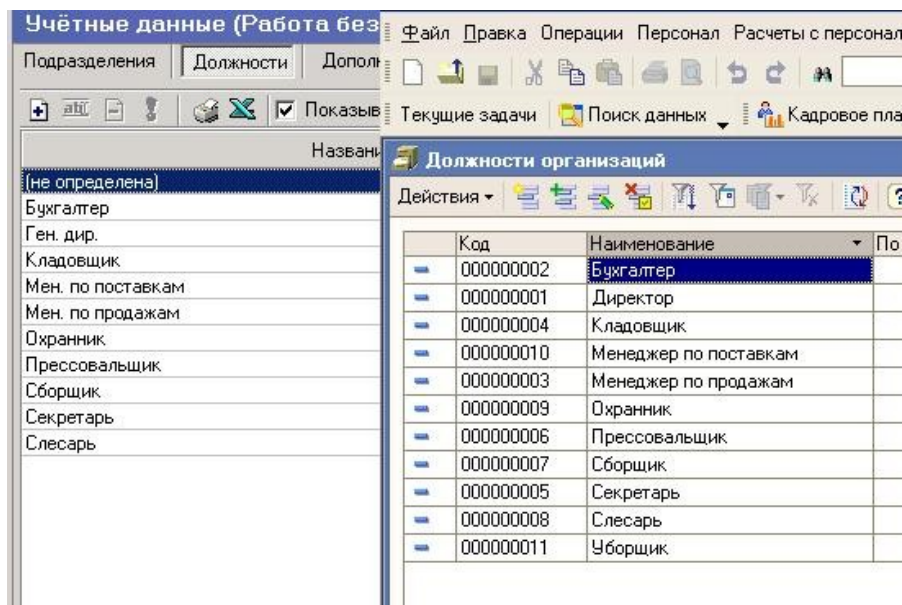 Учётные данные (Работа без
Подразделения Должности Дополн
abc Показыв
Названи
(не определена)
Бухгалтер
Ген. дир.
Кладовщик
Мен. по поставкам
Мен. по продажам
Охранник
Прессовальщик
Сборщик
Секретарь
Слесарь
Файл Правка Операции Персонал Расчеты с персонал
Текущие задачи Поиск данных Кадровое пла
Должности организаций
Действия
Код Наименование По
000000002 Бухгалтер
000000001 Директор
000000004 Кладовщик
000000010 Менеджер по поставкам
000000003 Менеджер по продажам
000000009 Охранник
000000006 Прессовальщик
000000007 Сборщик
000000005 Секретарь
000000008 Слесарь
000000011 Уборщик